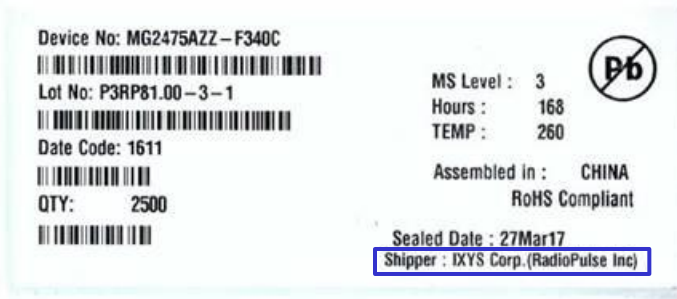 Device No: MG2475AZZ-F340C
Lot No: P3RP81.00-3-1
Date Code: 1611
QTY: 2500
Pb
MS Level : 3
Hours : 168
TEMP : 260
Assembled in : CHINA
RoHS Compliant
Sealed Date : 27Mar17
Shipper : IXYS Corp.(RadioPulse Inc)